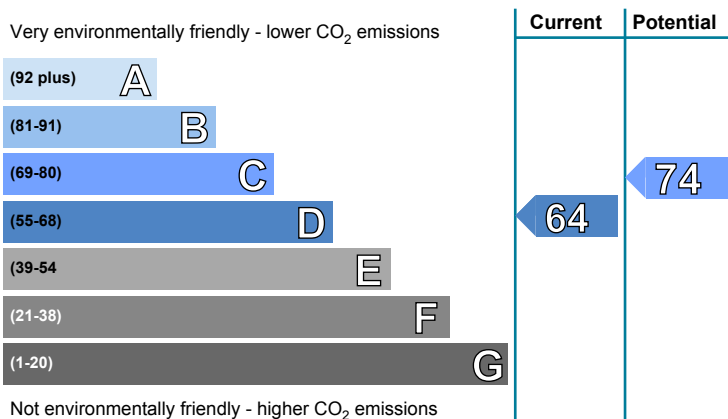 Current Potential
Very environmentally friendly - lower CO2 emissions
(92 plus) A
(81-91) B
(69-80) C
74
(55-68) D
64
(39-54 E
(21-38) F
(1-20) G
Not environmentally friendly - higher CO2 emissions